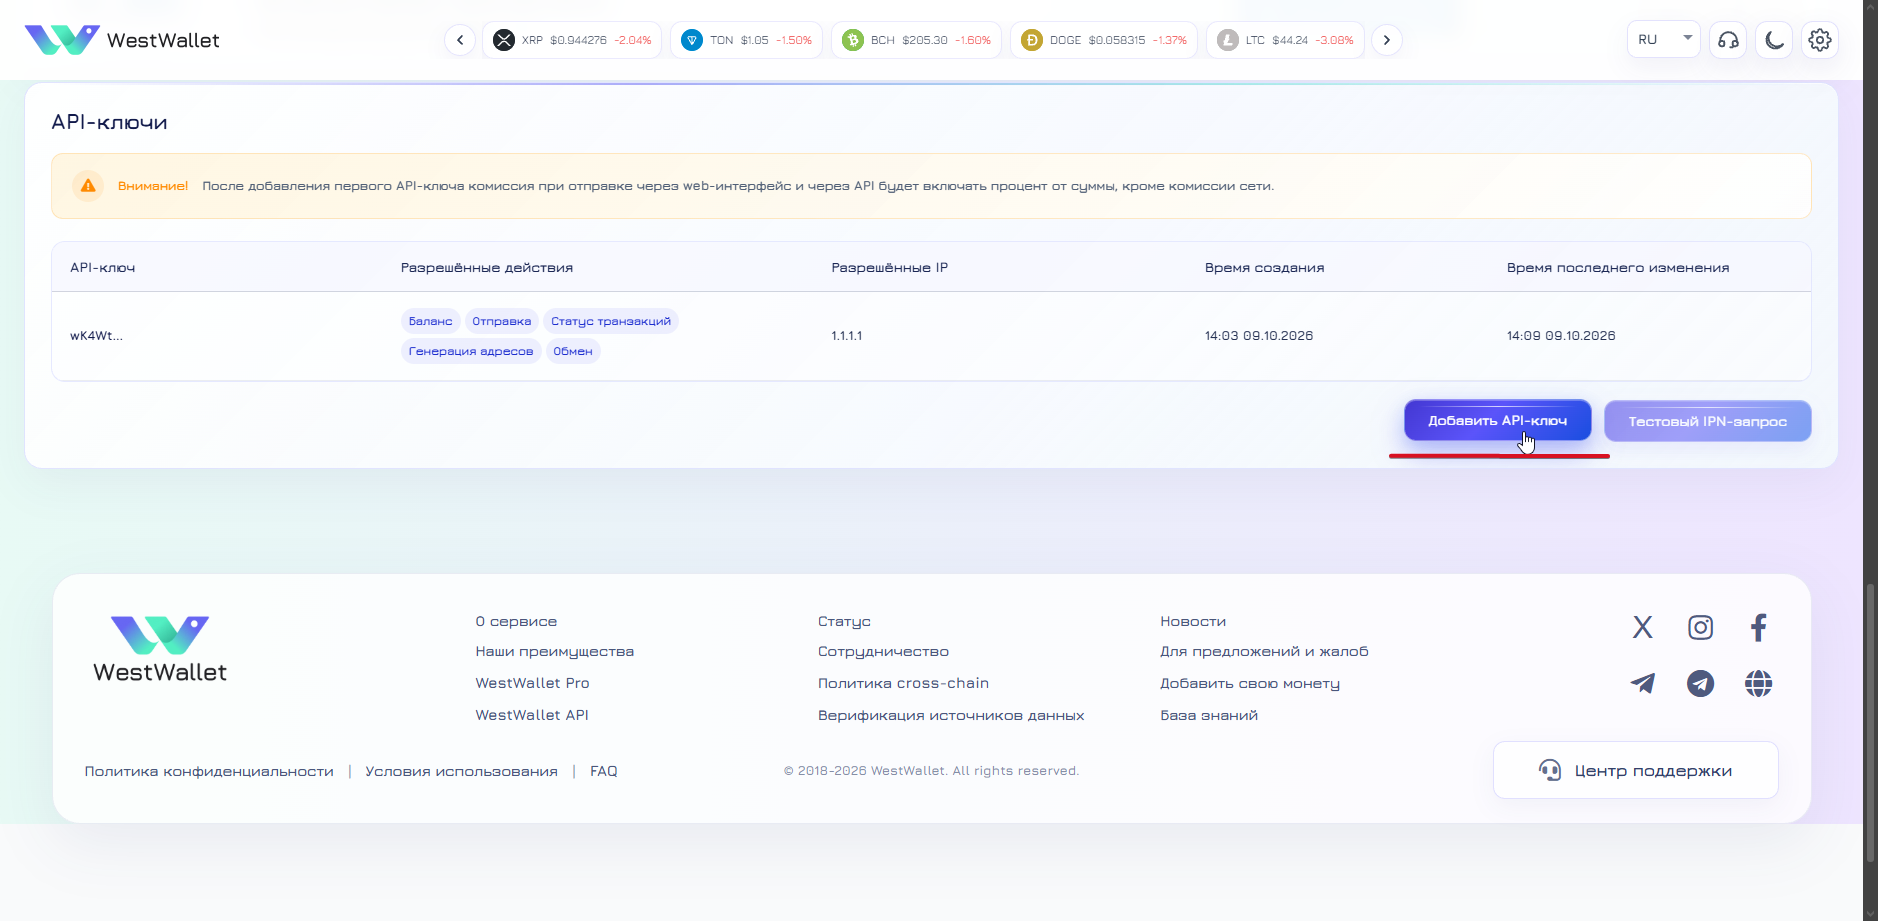 WestWallet
XRP $0.944276 -2.04%
TON $1.05 -1.50%
BCH $205.30 -1.60%
DOGE $0.058315 -1.37%
LTC $44.24 -3.08%
RU
API-ключи
Внимание! После добавления первого API-ключа комиссия при отправке через web-интерфейс и через API будет включать процент от суммы, кроме комиссии сети.
API-ключ Разрешённые действия Разрешённые IP Время создания Время последнего изменения
Баланс Отправка Статус транзакций
wK4Wt... 1.1.1.1 14:03 09.10.2026 14:09 09.10.2026
Генерация адресов Обмен
Добавить API-ключ Тестовый IPN-запрос
WestWallet
О сервисе
Наши преимущества
WestWallet Pro
WestWallet API
Статус
Сотрудничество
Политика cross-chain
Верификация источников данных
Новости
Для предложений и жалоб
Добавить свою монету
База знаний
Политика конфиденциальности | Условия использования | FAQ
© 2018-2026 WestWallet. All rights reserved.
Центр поддержки